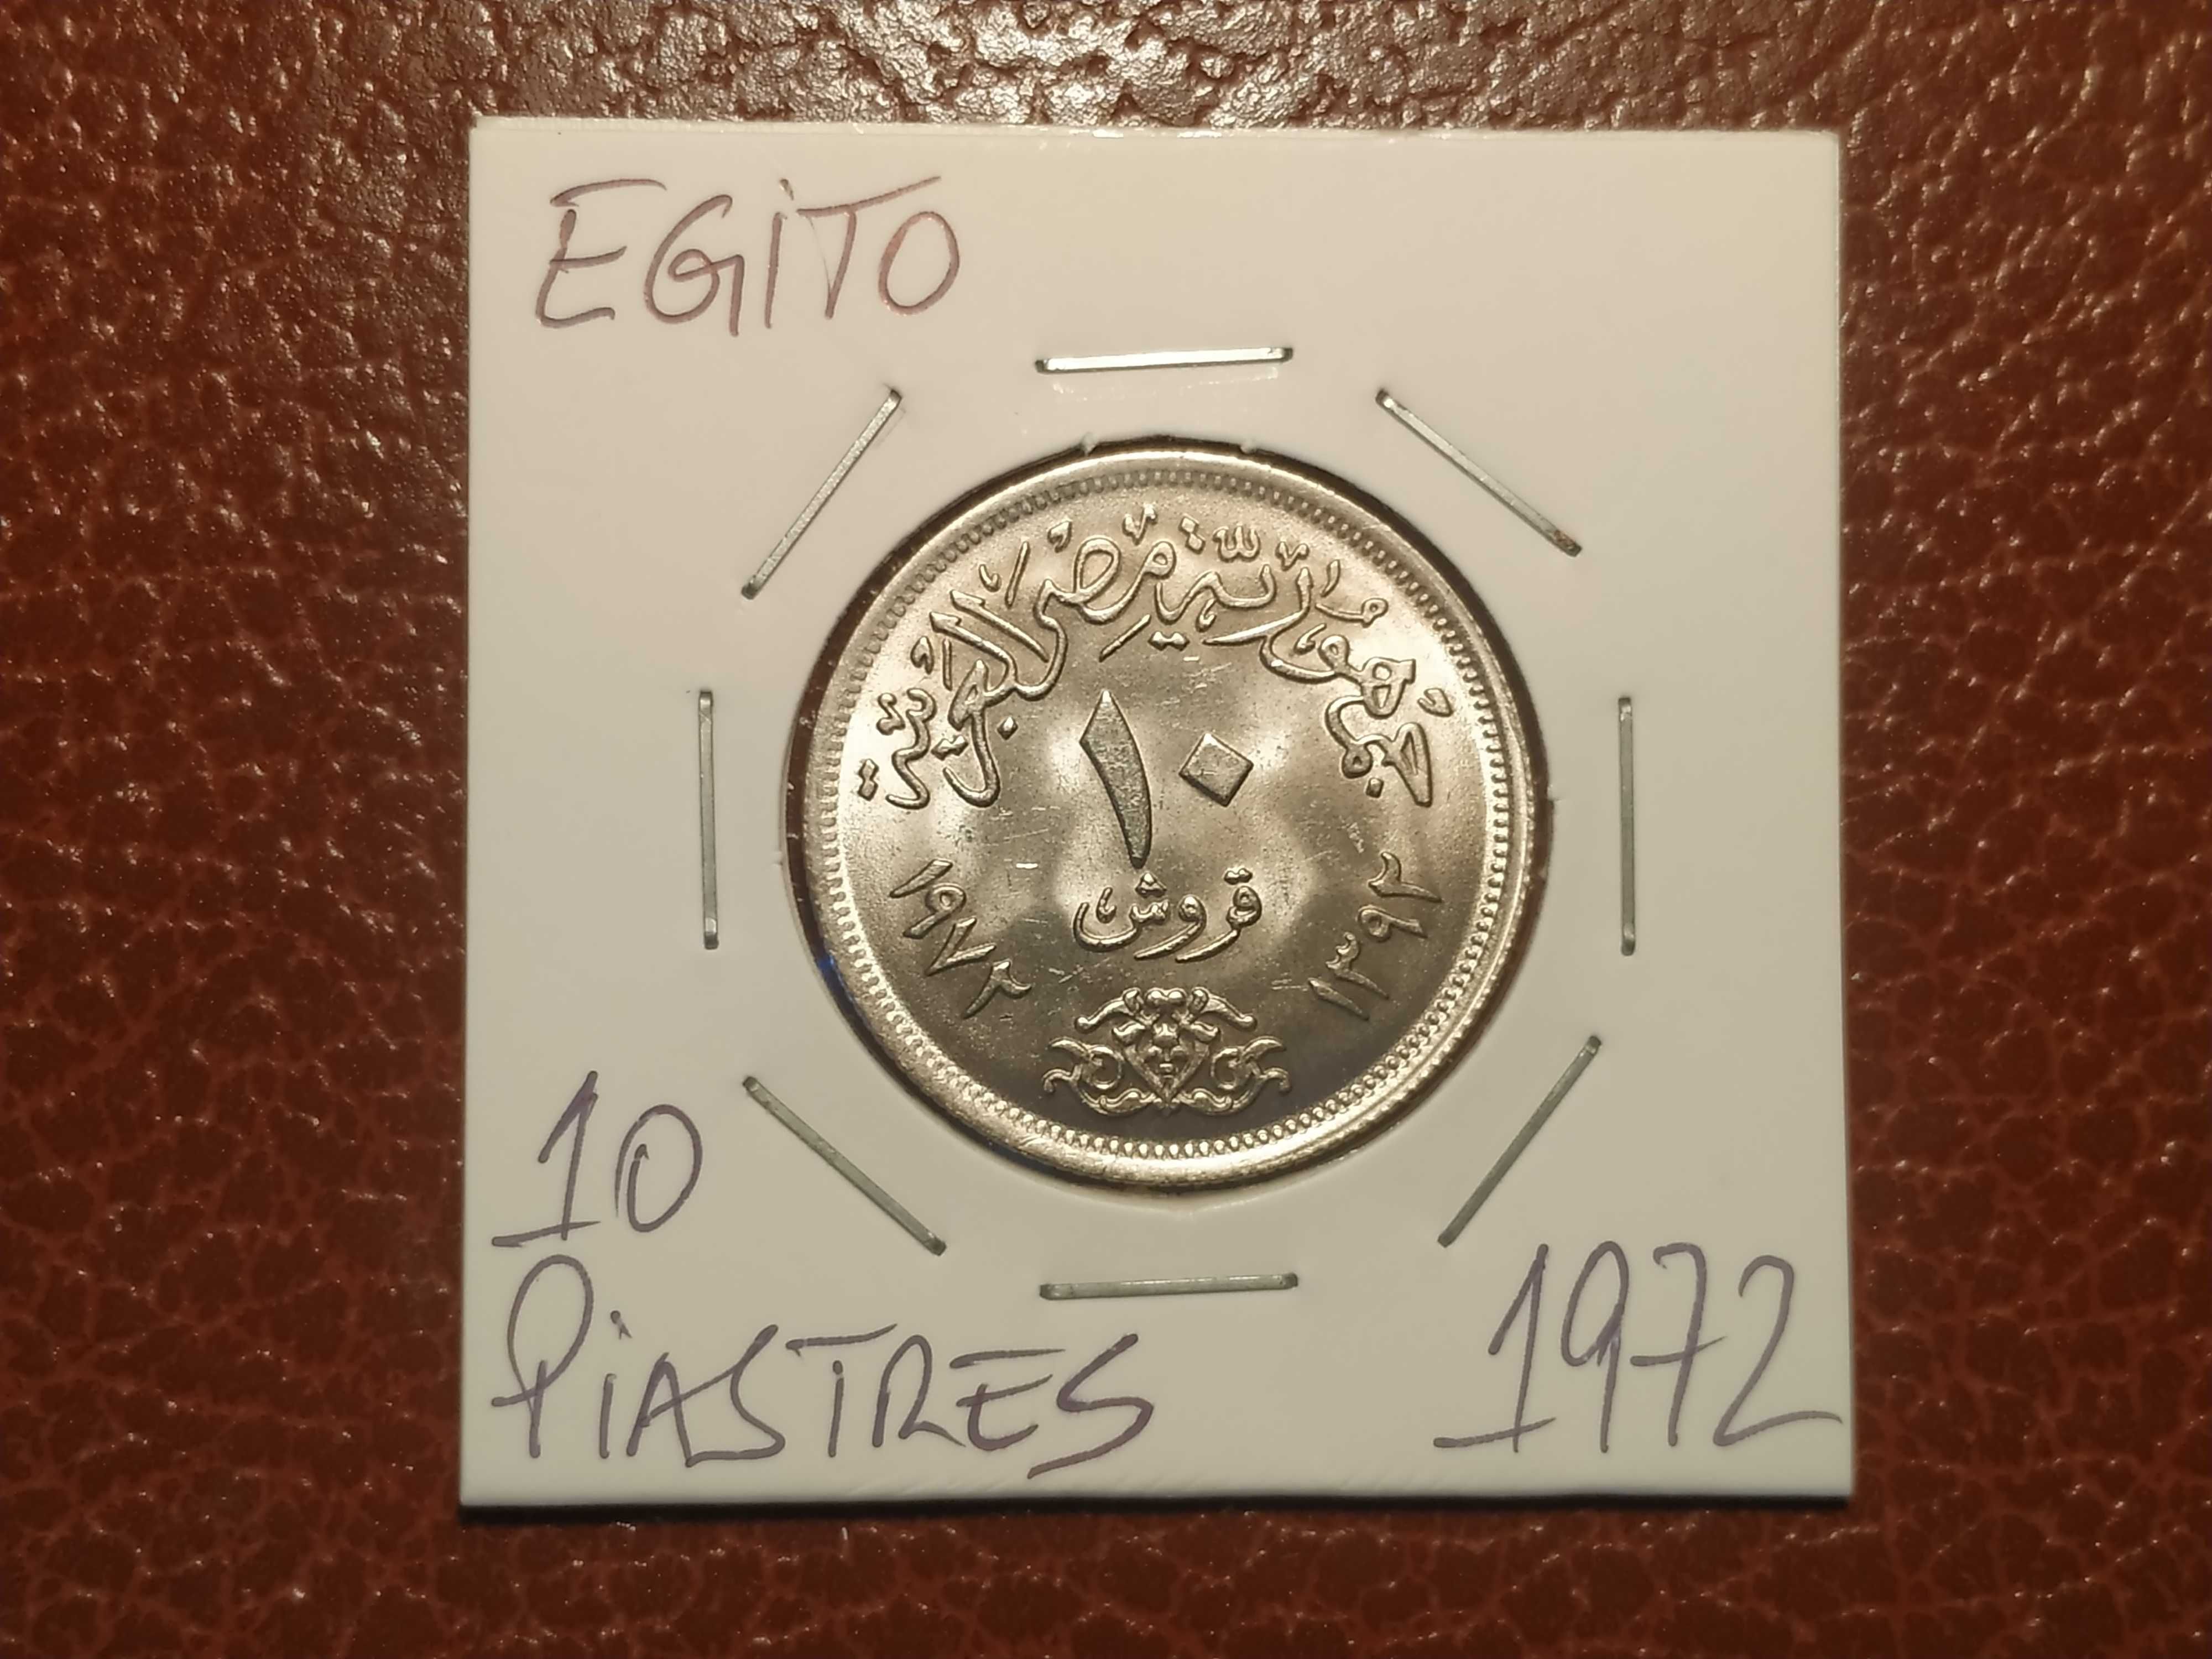 EGITO
جمهورية مصر العربية
١٠
قروش
١٩٧٢ ١٣٩٢
10
PIASTRES
1972